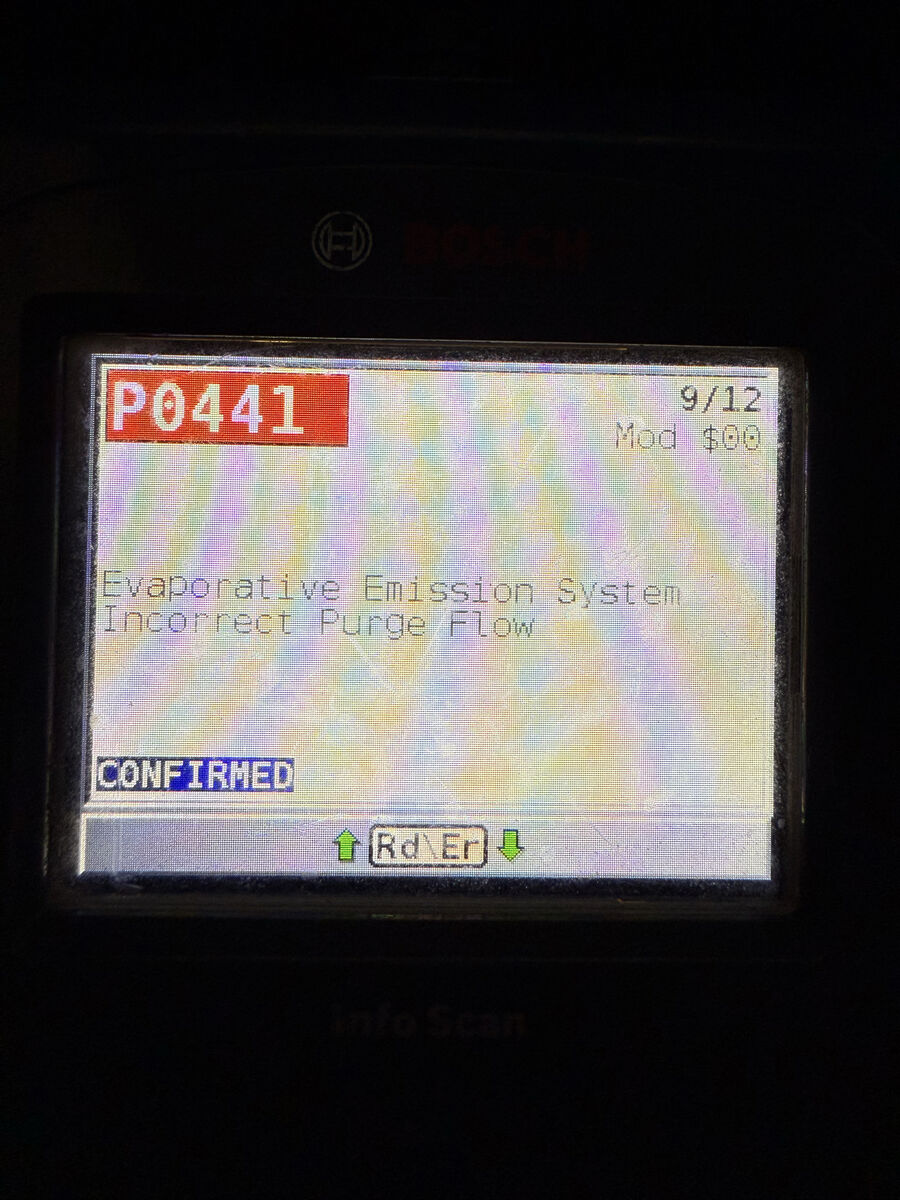 BOSCH
P0441
9/12
Mod $00
Evaporative Emission System
Incorrect Purge Flow
CONFIRMED
Rd\Er
Info Scan